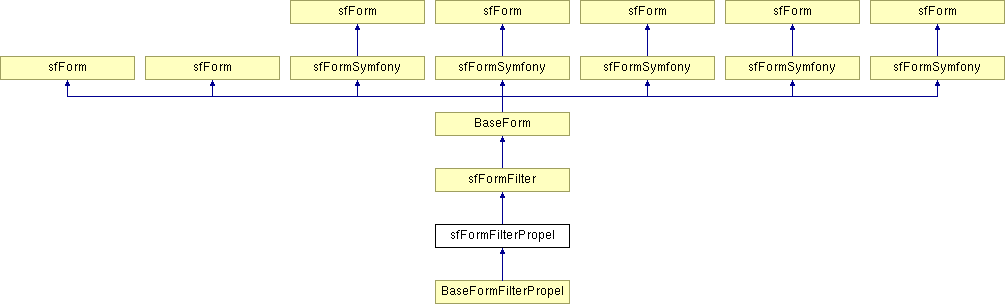 sfForm sfForm sfForm sfForm sfForm
sfForm sfForm sfFormSymfony sfFormSymfony sfFormSymfony sfFormSymfony sfFormSymfony
BaseForm
sfFormFilter
sfFormFilterPropel
BaseFormFilterPropel